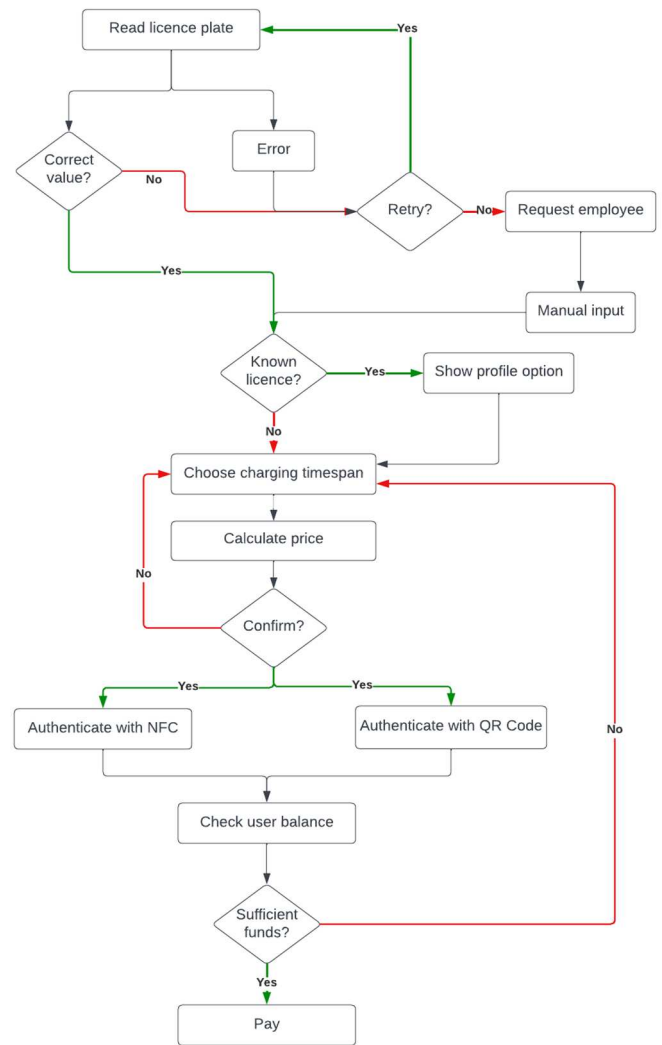 Read licence plate
Yes
Correct
value?
Error
No
Retry?
No
Request employee
Yes
Manual input
Known
licence?
Yes
Show profile option
No
Choose charging timespan
Calculate price
No
Confirm?
Yes
Yes
Authenticate with NFC
Authenticate with QR Code
No
Check user balance
Sufficient
funds?
Yes
Pay